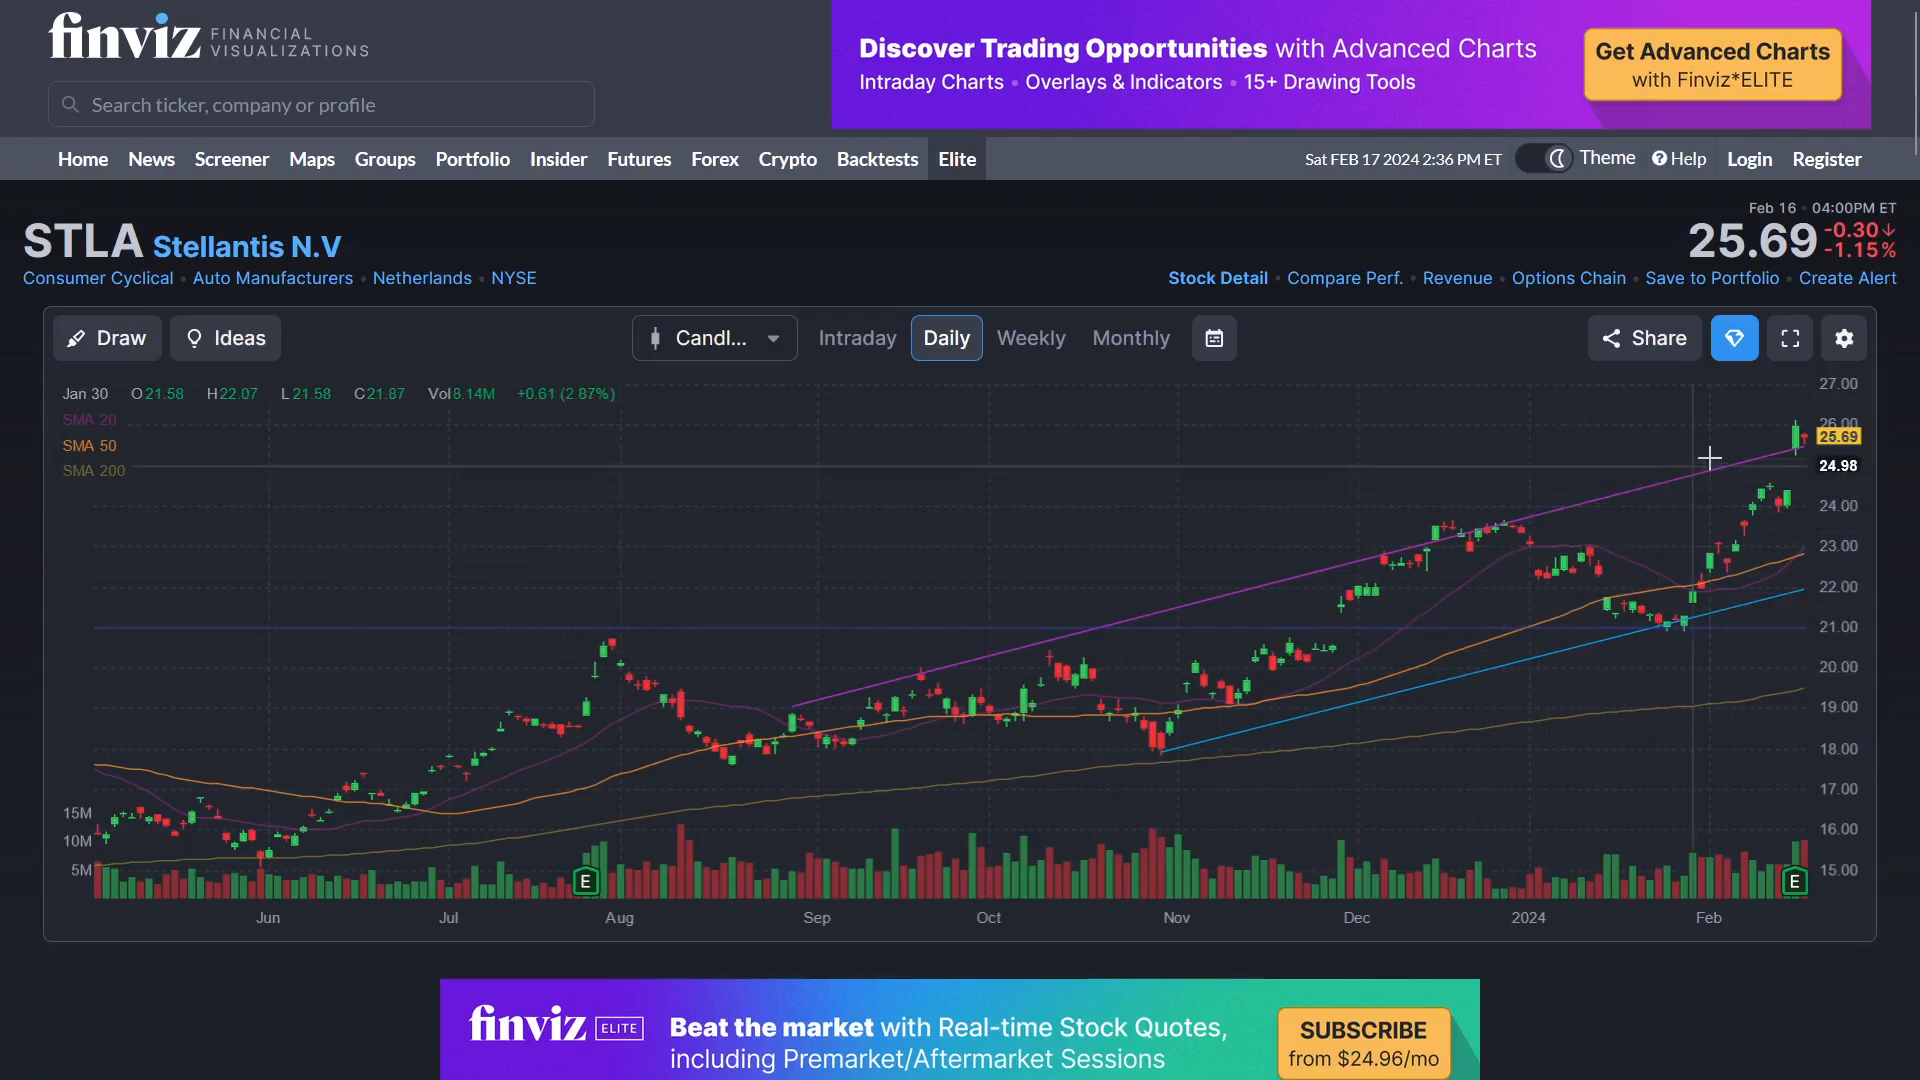 finviz FINANCIAL VISUALIZATIONS
Discover Trading Opportunities with Advanced Charts
Intraday Charts • Overlays & Indicators • 15+ Drawing Tools
Get Advanced Charts
with Finviz*ELITE
Search ticker, company or profile
Home News Screener Maps Groups Portfolio Insider Futures Forex Crypto Backtests Elite Sat FEB 17 2024 2:36 PM ET Theme Help Login Register
Feb 16 • 04:00PM ET
STLA Stellantis N.V 25.69 -0.30↓
-1.15%
Consumer Cyclical • Auto Manufacturers • Netherlands • NYSE Stock Detail • Compare Perf. • Revenue • Options Chain • Save to Portfolio • Create Alert
Draw Ideas Candl... Intraday Daily Weekly Monthly Share
Jan 30 O21.58 H22.07 L21.58 C21.87 Vol8.14M +0.61 (2.87%)
SMA 20
SMA 50
SMA 200
27.00
26.00
25.69
24.98
24.00
23.00
22.00
21.00
20.00
19.00
18.00
17.00
16.00
15.00
15M
10M
5M
E E
Jun Jul Aug Sep Oct Nov Dec 2024 Feb
finviz ELITE
Beat the market with Real-time Stock Quotes,
including Premarket/Aftermarket Sessions
SUBSCRIBE
from $24.96/mo